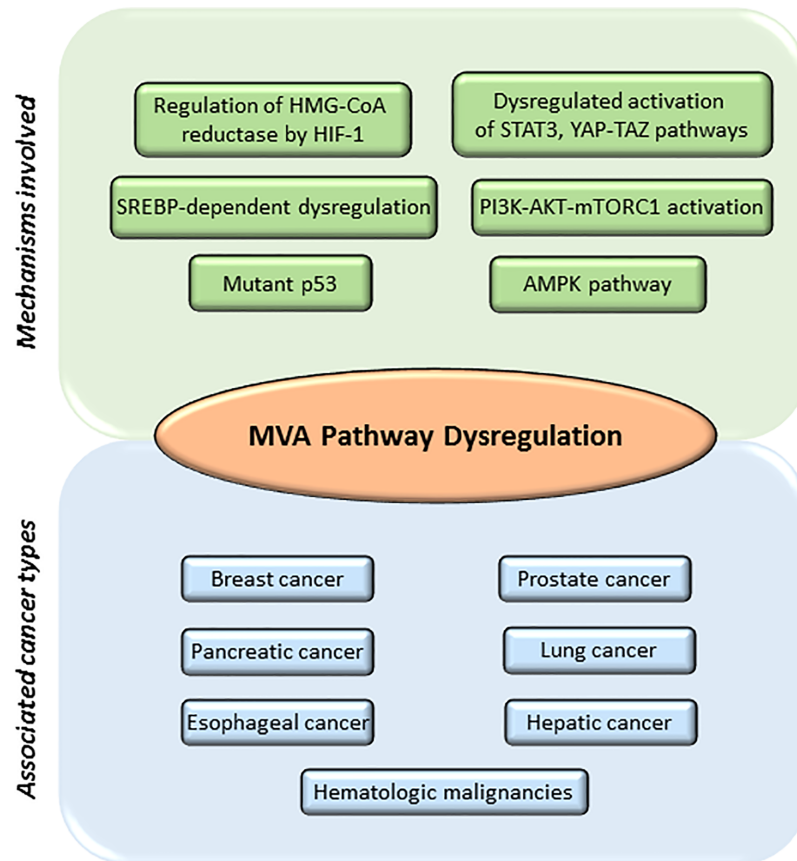 Mechanisms involved
Regulation of HMG-CoA
reductase by HIF-1
Dysregulated activation
of STAT3, YAP-TAZ pathways
SREBP-dependent dysregulation
PI3K-AKT-mTORC1 activation
Mutant p53
AMPK pathway
MVA Pathway Dysregulation
Associated cancer types
Breast cancer
Prostate cancer
Pancreatic cancer
Lung cancer
Esophageal cancer
Hepatic cancer
Hematologic malignancies